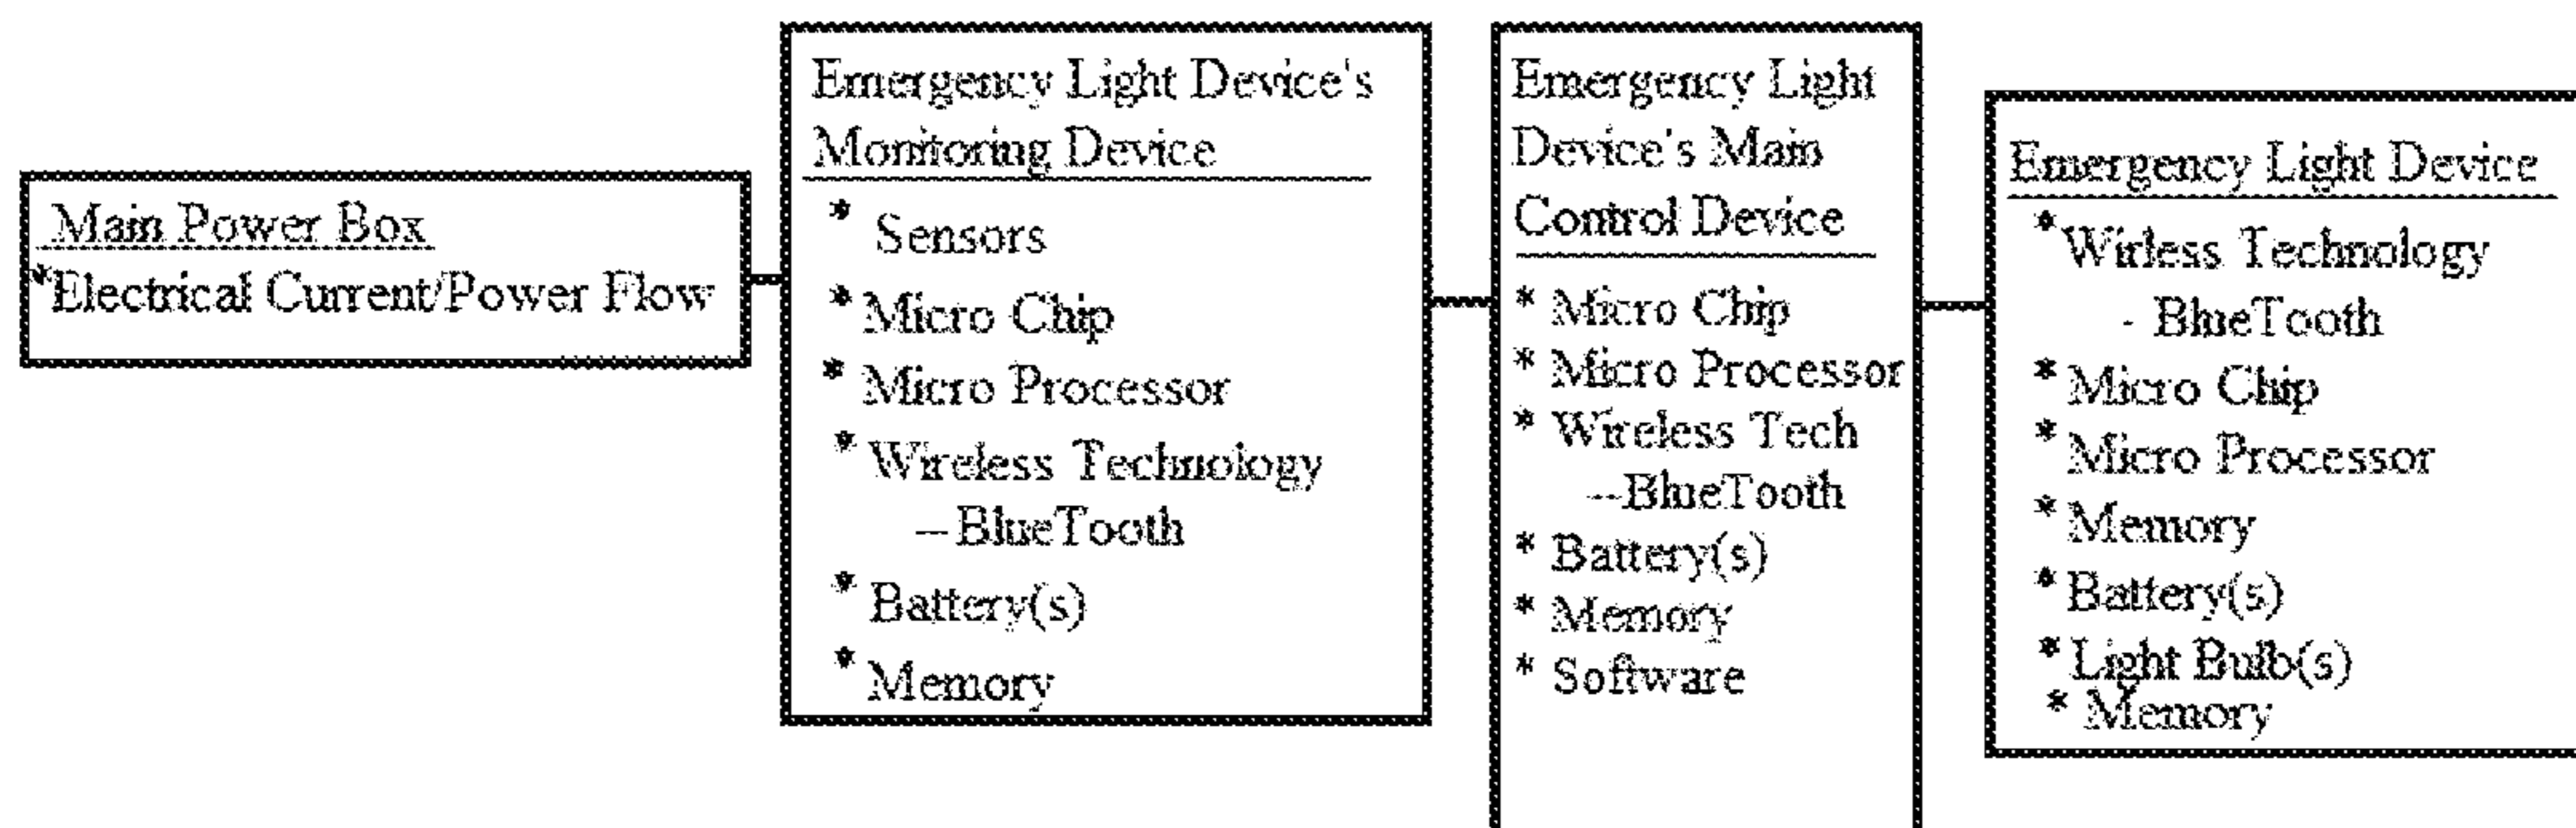 Main Power Box
*Electrical Current/Power Flow
Emergency Light Device's
Monitoring Device
* Sensors
* Micro Chip
* Micro Processor
* Wireless Technology
-- BlueTooth
* Battery(s)
* Memory
Emergency Light
Device's Main
Control Device
* Micro Chip
* Micro Processor
* Wireless Tech
--BlueTooth
* Battery(s)
* Memory
* Software
Emergency Light Device
*Wirless Technology
- BlueTooth
*Micro Chip
*Micro Processor
*Memory
*Battery(s)
*Light Bulb(s)
* Memory